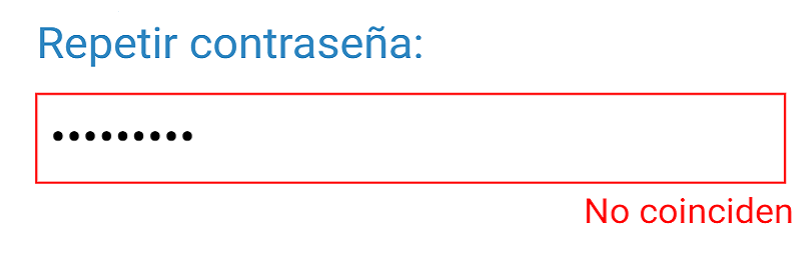 Repetir contraseña:
•••••••••
No coinciden